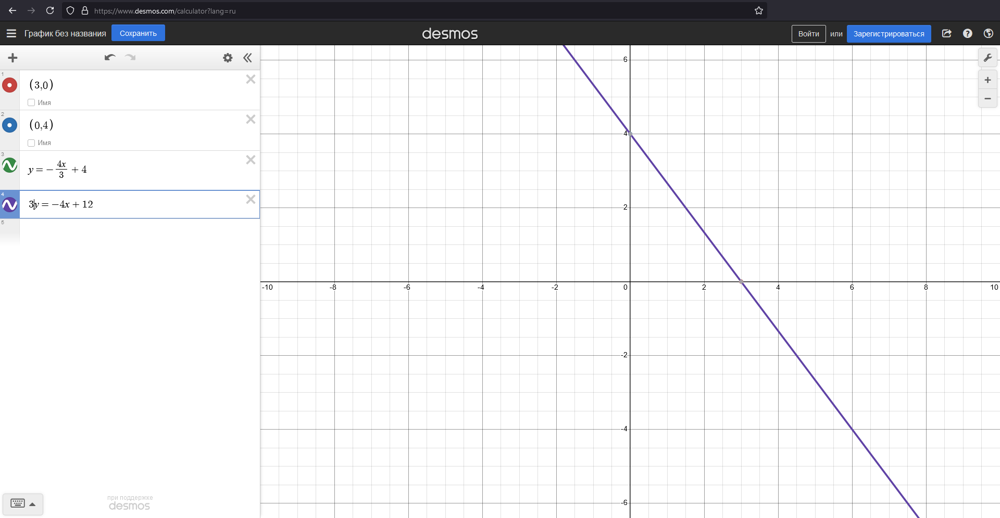 https://www.desmos.com/calculator?lang=ru
График без названия
Сохранить
desmos
Войти
или
Зарегистрироваться
1
(3,0)
Имя
2
(0,4)
Имя
3
y = -4x/3 + 4
4
3y = -4x + 12
5
при поддержке
desmos
6
4
2
-10 -8 -6 -4 -2 0 2 4 6 8 10
-2
-4
-6